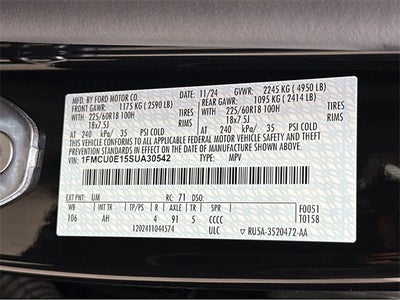 MFD. BY FORD MOTOR CO. 11/24 GVWR: 2245 KG ( 4950 LB)
FRONT GAWR: 1175 KG ( 2590 LB) REAR GAWR: 1095 KG ( 2414 LB)
WITH 225/60R18 100H TIRES WITH 225/60R18 100H TIRES
18x7.5J RIMS 18x7.5J RIMS
AT 240 kPa/ 35 PSI COLD AT 240 kPa/ 35 PSI COLD
THIS VEHICLE CONFORMS TO ALL APPLICABLE FEDERAL MOTOR VEHICLE SAFETY AND THEFT
PREVENTION STANDARDS IN EFFECT ON THE DATE OF MANUFACTURE SHOWN ABOVE.
VIN: 1FMCU0E15SUA30542 TYPE: MPV
EXT PNT: UM RC: 71 DSO:
WB INT TR TP/PS R AXLE TR SPR F0051
106 AH 4 91 5 CCCC T0158
1202411044574 ULC RU5A-3520472-AA